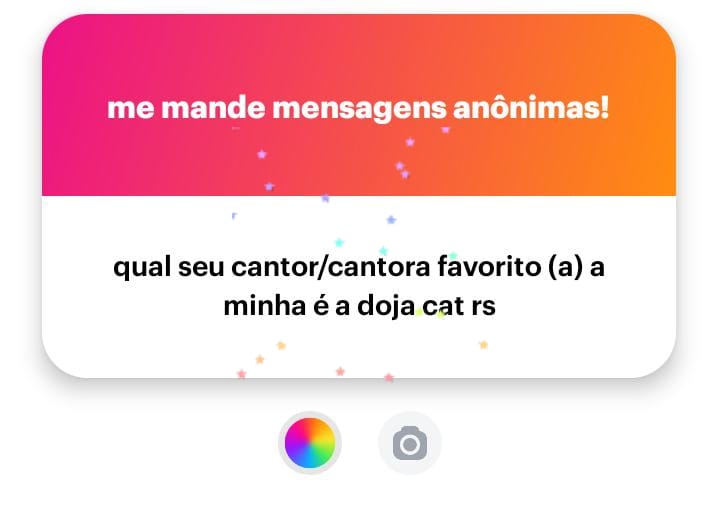 me mande mensagens anônimas!
qual seu cantor/cantora favorito (a) a
minha é a doja cat rs